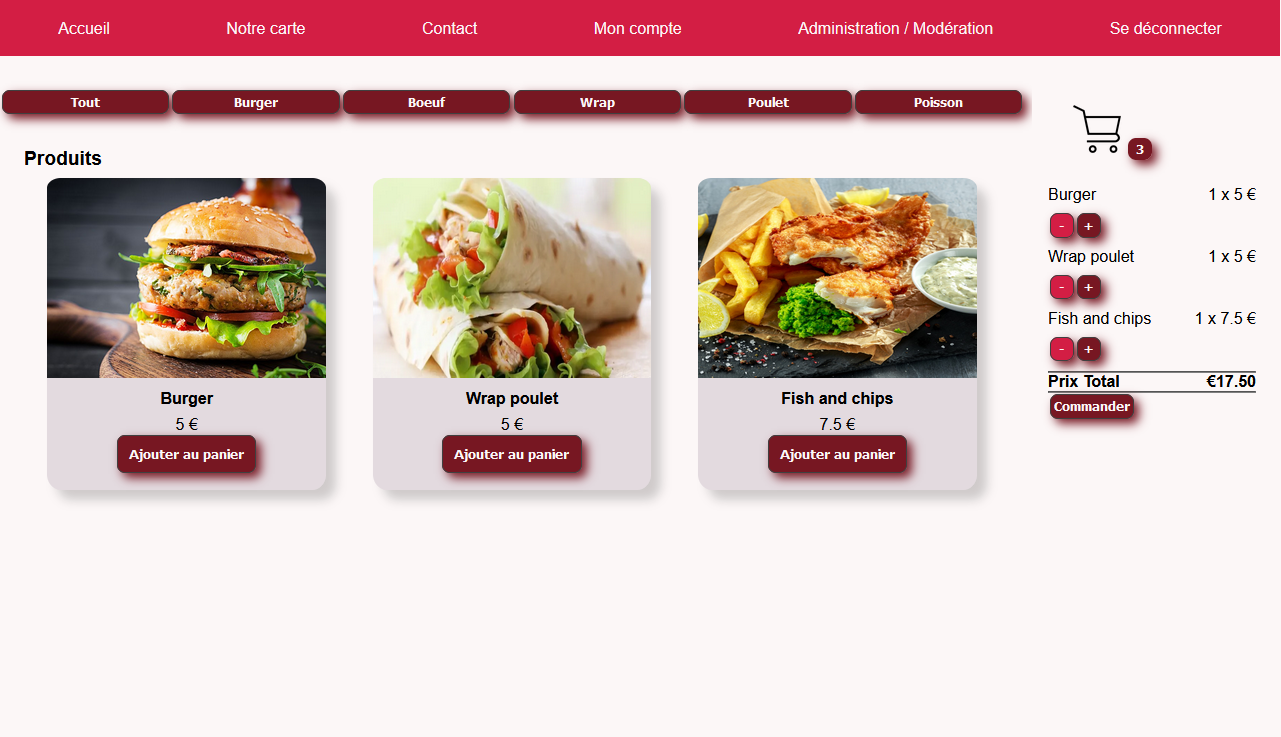 Accueil Notre carte Contact Mon compte Administration / Modération Se déconnecter
Tout Burger Boeuf Wrap Poulet Poisson
Produits
Burger
5 €
Ajouter au panier
Wrap poulet
5 €
Ajouter au panier
Fish and chips
7.5 €
Ajouter au panier
3
Burger 1 x 5 €
- +
Wrap poulet 1 x 5 €
- +
Fish and chips 1 x 7.5 €
- +
Prix Total €17.50
Commander